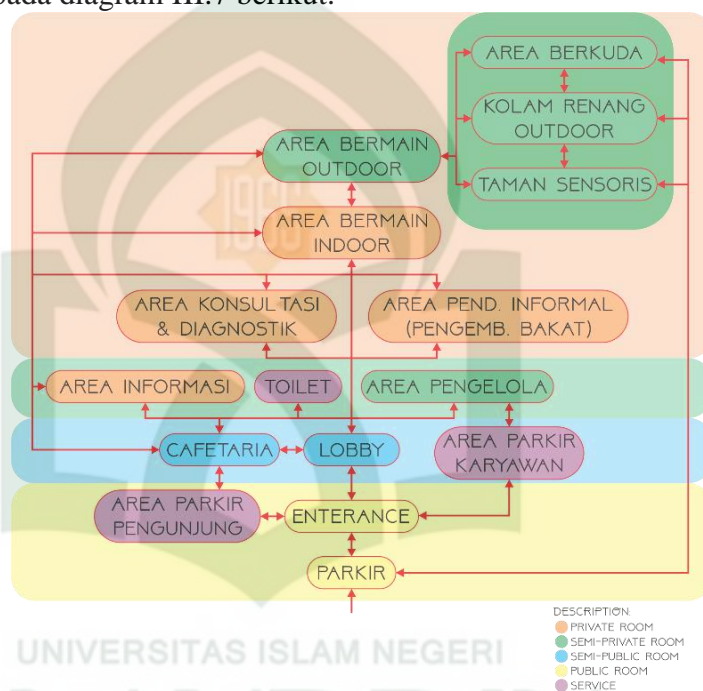 pada diagram III.7 berikut:
AREA BERKUDA
KOLAM RENANG
OUTDOOR
TAMAN SENSORIS
AREA BERMAIN
OUTDOOR
1965
AREA BERMAIN
INDOOR
AREA KONSULTASI
& DIAGNOSTIK
AREA PEND. INFORMAL
(PENGEMB. BAKAT)
AREA INFORMASI
TOILET
AREA PENGELOLA
CAFETARIA
LOBBY
AREA PARKIR
KARYAWAN
AREA PARKIR
PENGUNJUNG
ENTERANCE
PARKIR
DESCRIPTION:
PRIVATE ROOM
SEMI-PRIVATE ROOM
SEMI-PUBLIC ROOM
PUBLIC ROOM
SERVICE
UNIVERSITAS ISLAM NEGERI